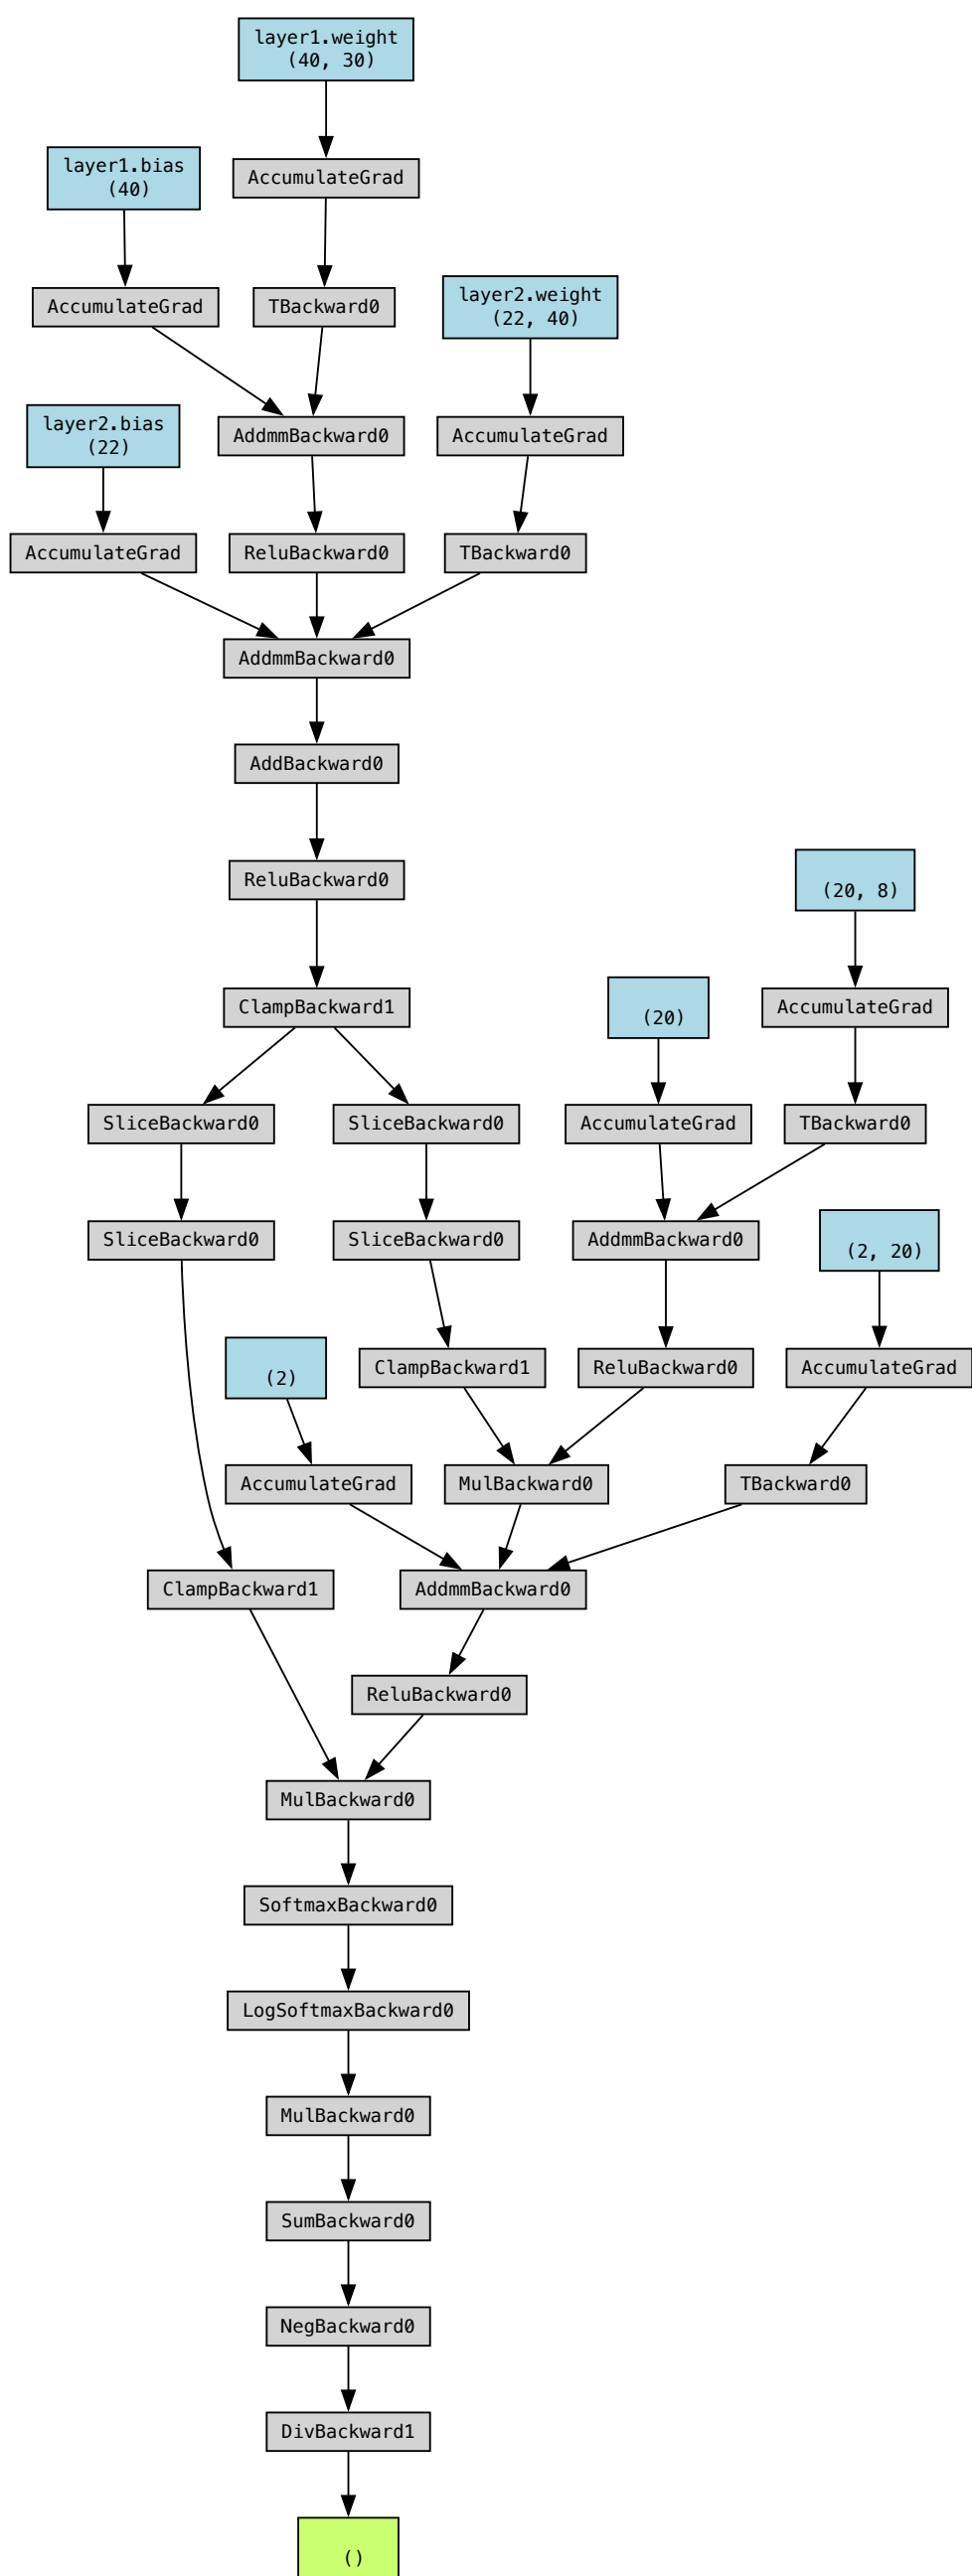 layer1.weight
(40, 30)
layer1.bias
(40)
AccumulateGrad
AccumulateGrad
TBackward0
layer2.weight
(22, 40)
layer2.bias
(22)
AddmmBackward0
AccumulateGrad
AccumulateGrad
ReluBackward0
TBackward0
AddmmBackward0
AddBackward0
ReluBackward0
(20, 8)
ClampBackward1
(20)
AccumulateGrad
SliceBackward0
SliceBackward0
AccumulateGrad
TBackward0
SliceBackward0
SliceBackward0
AddmmBackward0
(2, 20)
(2)
ClampBackward1
ReluBackward0
AccumulateGrad
AccumulateGrad
MulBackward0
TBackward0
ClampBackward1
AddmmBackward0
ReluBackward0
MulBackward0
SoftmaxBackward0
LogSoftmaxBackward0
MulBackward0
SumBackward0
NegBackward0
DivBackward1
()